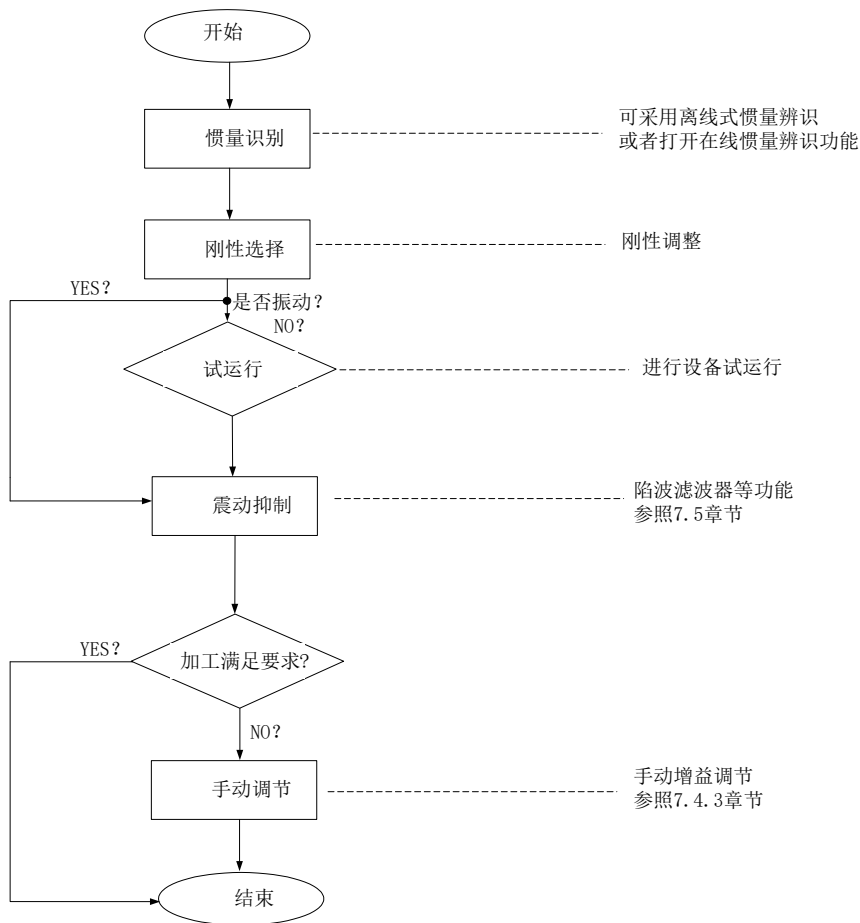 开始
惯量识别
可采用离线式惯量辨识
或者打开在线惯量辨识功能
刚性选择
刚性调整
YES?
是否振动?
NO?
试运行
进行设备试运行
震动抑制
陷波滤波器等功能
参照7.5章节
YES?
加工满足要求?
NO?
手动调节
手动增益调节
参照7.4.3章节
结束